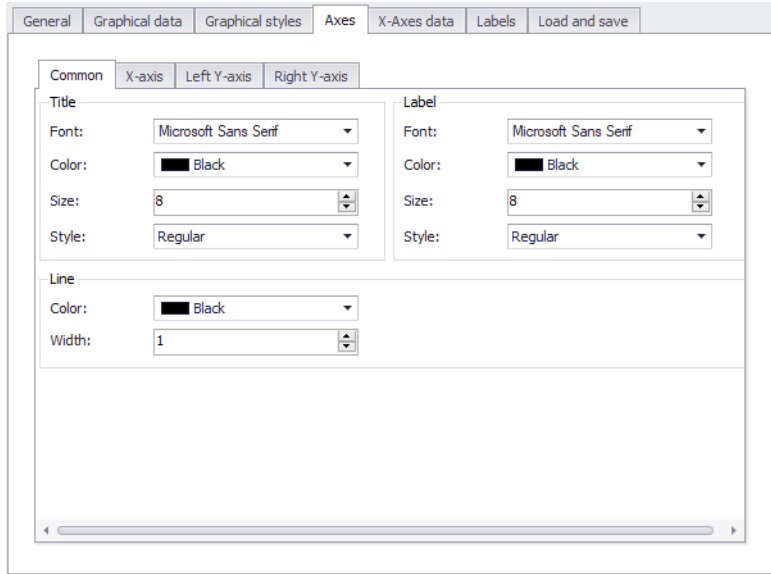 General Graphical data Graphical styles Axes X-Axes data Labels Load and save
Common X-axis Left Y-axis Right Y-axis
Title Label
Font: Microsoft Sans Serif Font: Microsoft Sans Serif
Color: Black Color: Black
Size: 8 Size: 8
Style: Regular Style: Regular
Line
Color: Black
Width: 1